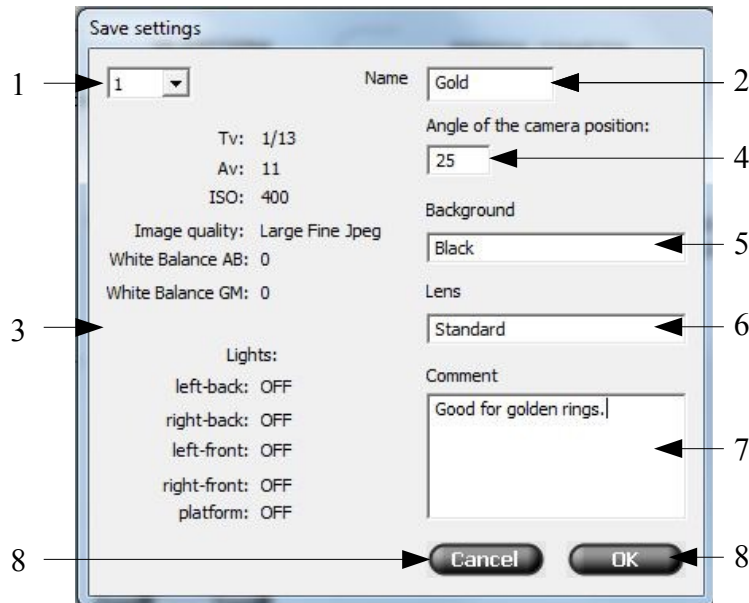 Save settings
1 1 Name Gold 2
Angle of the camera position:
Tv: 1/13
25 4
Av: 11
ISO: 400
Background
Image quality: Large Fine Jpeg
Black 5
White Balance AB: 0
White Balance GM: 0
Lens
3 Standard 6
Lights:
Comment
left-back: OFF
Good for golden rings.
right-back: OFF
left-front: OFF
7
right-front: OFF
platform: OFF
8 Cancel OK 8